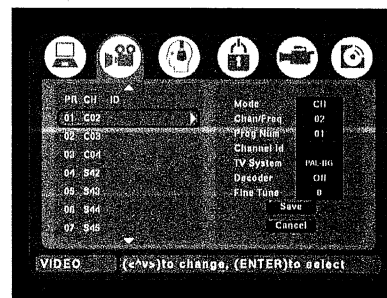 PR CH ID
01 C02
02 C03
03 C04
04 S42
05 S43
06 S44
07 S45
Mode CH
Chan/Freq 02
Prog Num 01
Channel Id
TV System PAL-BG
Decoder Off
Fine Tune 0
Save
Cancel
VIDEO (<^v>)to change, (ENTER)to select